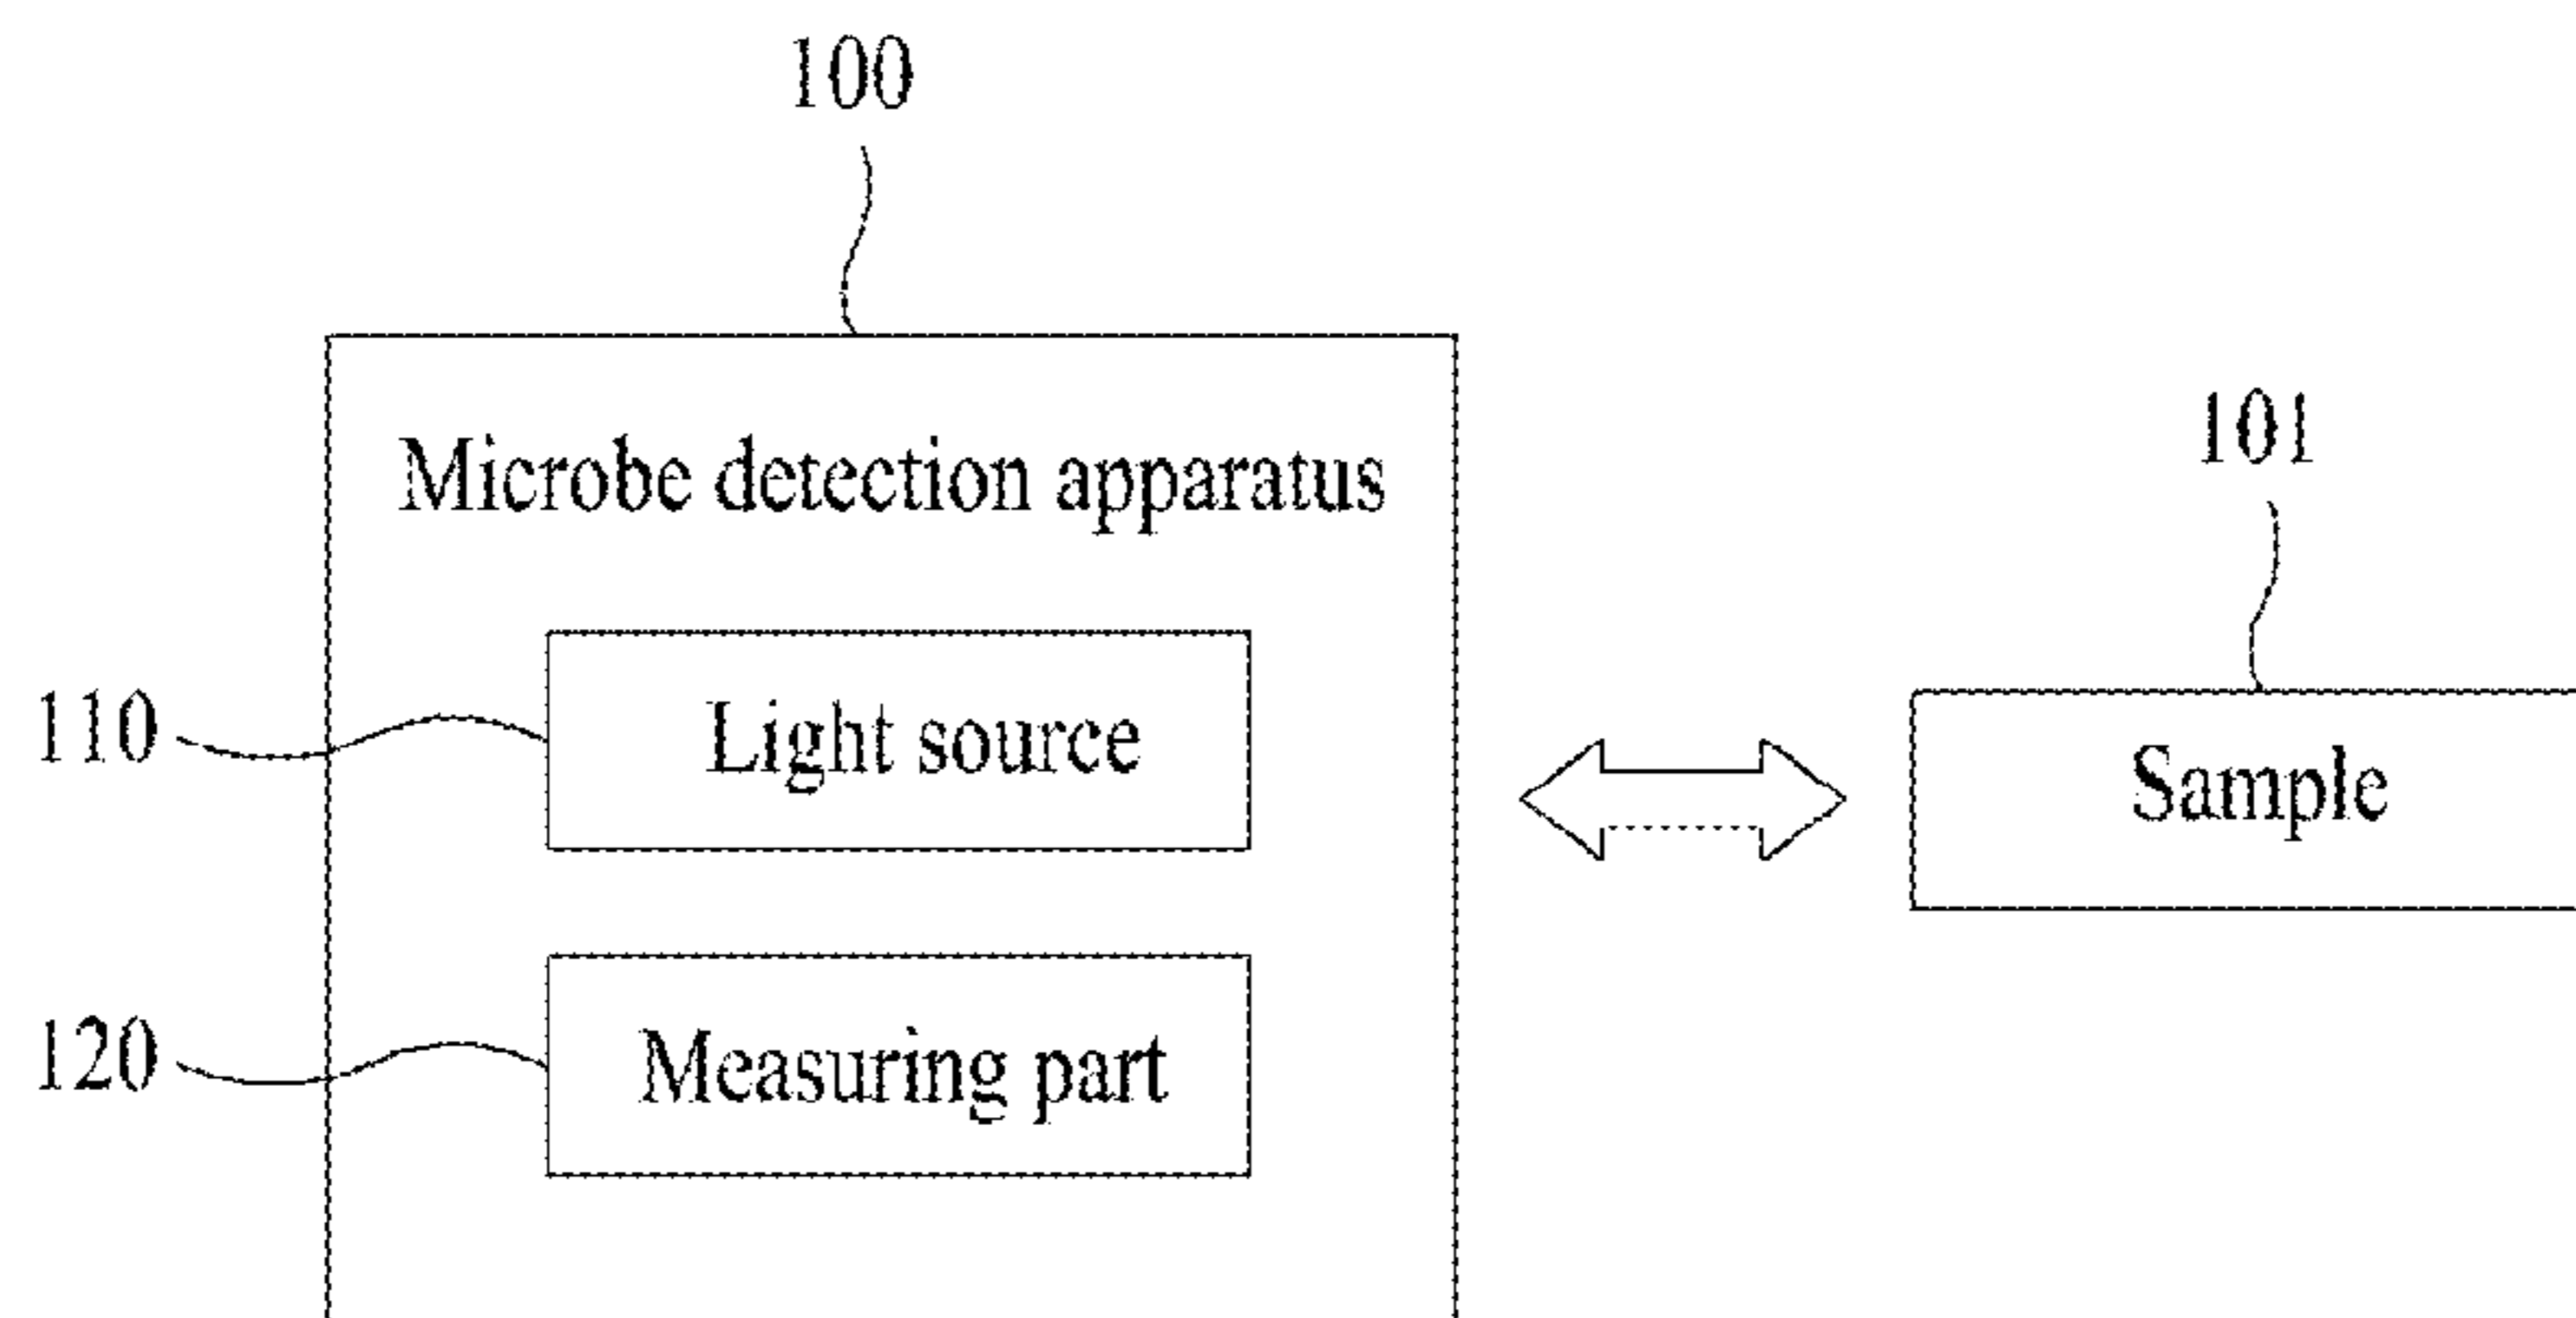 100
Microbe detection apparatus
101
110
Light source
Sample
120
Measuring part